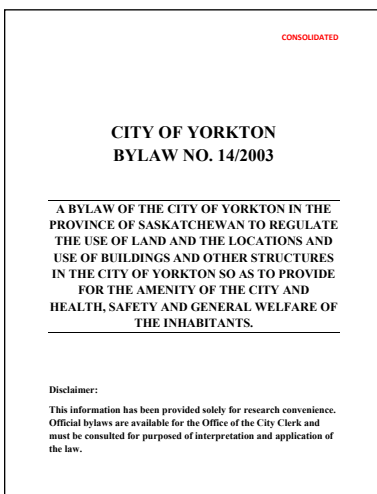 CONSOLIDATED
CITY OF YORKTON
BYLAW NO. 14/2003
A BYLAW OF THE CITY OF YORKTON IN THE
PROVINCE OF SASKATCHEWAN TO REGULATE
THE USE OF LAND AND THE LOCATIONS AND
USE OF BUILDINGS AND OTHER STRUCTURES
IN THE CITY OF YORKTON SO AS TO PROVIDE
FOR THE AMENITY OF THE CITY AND
HEALTH, SAFETY AND GENERAL WELFARE OF
THE INHABITANTS.
Disclaimer:
This information has been provided solely for research convenience.
Official bylaws are available for the Office of the City Clerk and
must be consulted for purposed of interpretation and application of
the law.